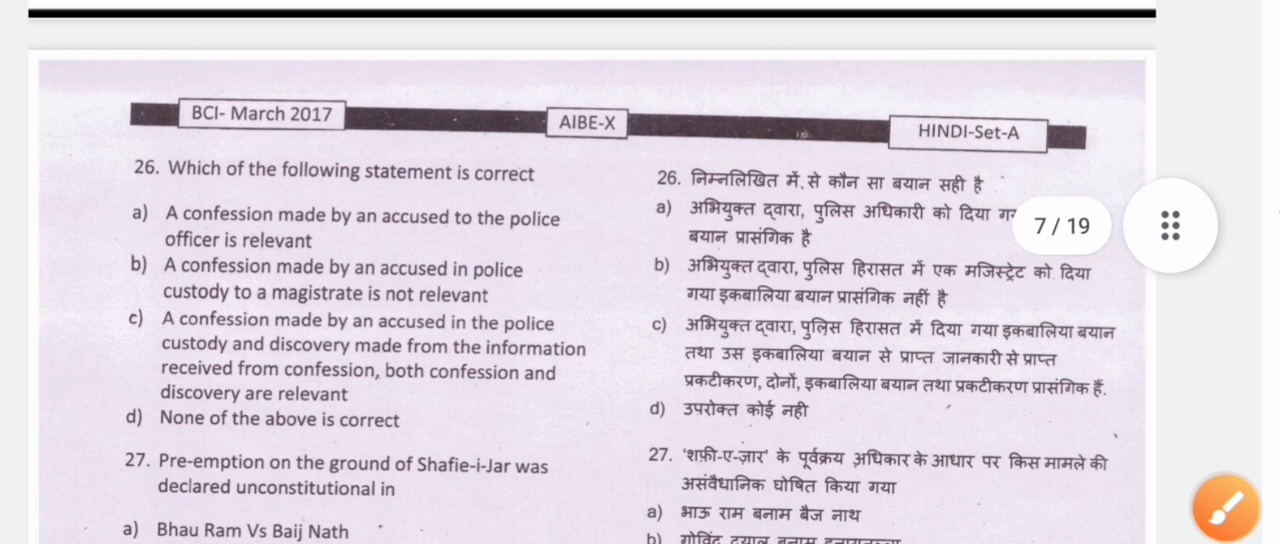 BCI- March 2017
AIBE-X
HINDI-Set-A
26. Which of the following statement is correct
a) A confession made by an accused to the police
officer is relevant
b) A confession made by an accused in police
custody to a magistrate is not relevant
c) A confession made by an accused in the police
custody and discovery made from the information
received from confession, both confession and
discovery are relevant
d) None of the above is correct
27. Pre-emption on the ground of Shafie-i-Jar was
declared unconstitutional in
a) Bhau Ram Vs Baij Nath
26. निम्नलिखित में से कौन सा बयान सही है
a) अभियुक्त द्वारा, पुलिस अधिकारी को दिया
बयान प्रासंगिक है
b) अभियुक्त द्वारा, पुलिस हिरासत में एक मजिस्ट्रेट को दिया
गया इकबालिया बयान प्रासंगिक नहीं है
c) अभियुक्त द्वारा, पुलिस हिरासत में दिया गया इकबालिया बयान
तथा उस इकबालिया बयान से प्राप्त जानकारी से प्राप्त
प्रकटीकरण, दोनों, इकबालिया बयान तथा प्रकटीकरण प्रासंगिक हैं.
d) उपरोक्त कोई नही
27. 'शफ़ी-ए-ज़ार' के पूर्वक्रय अधिकार के आधार पर किस मामले की
असंवैधानिक घोषित किया गया
a) भाऊ राम बनाम बैज नाथ
b)
7 / 19